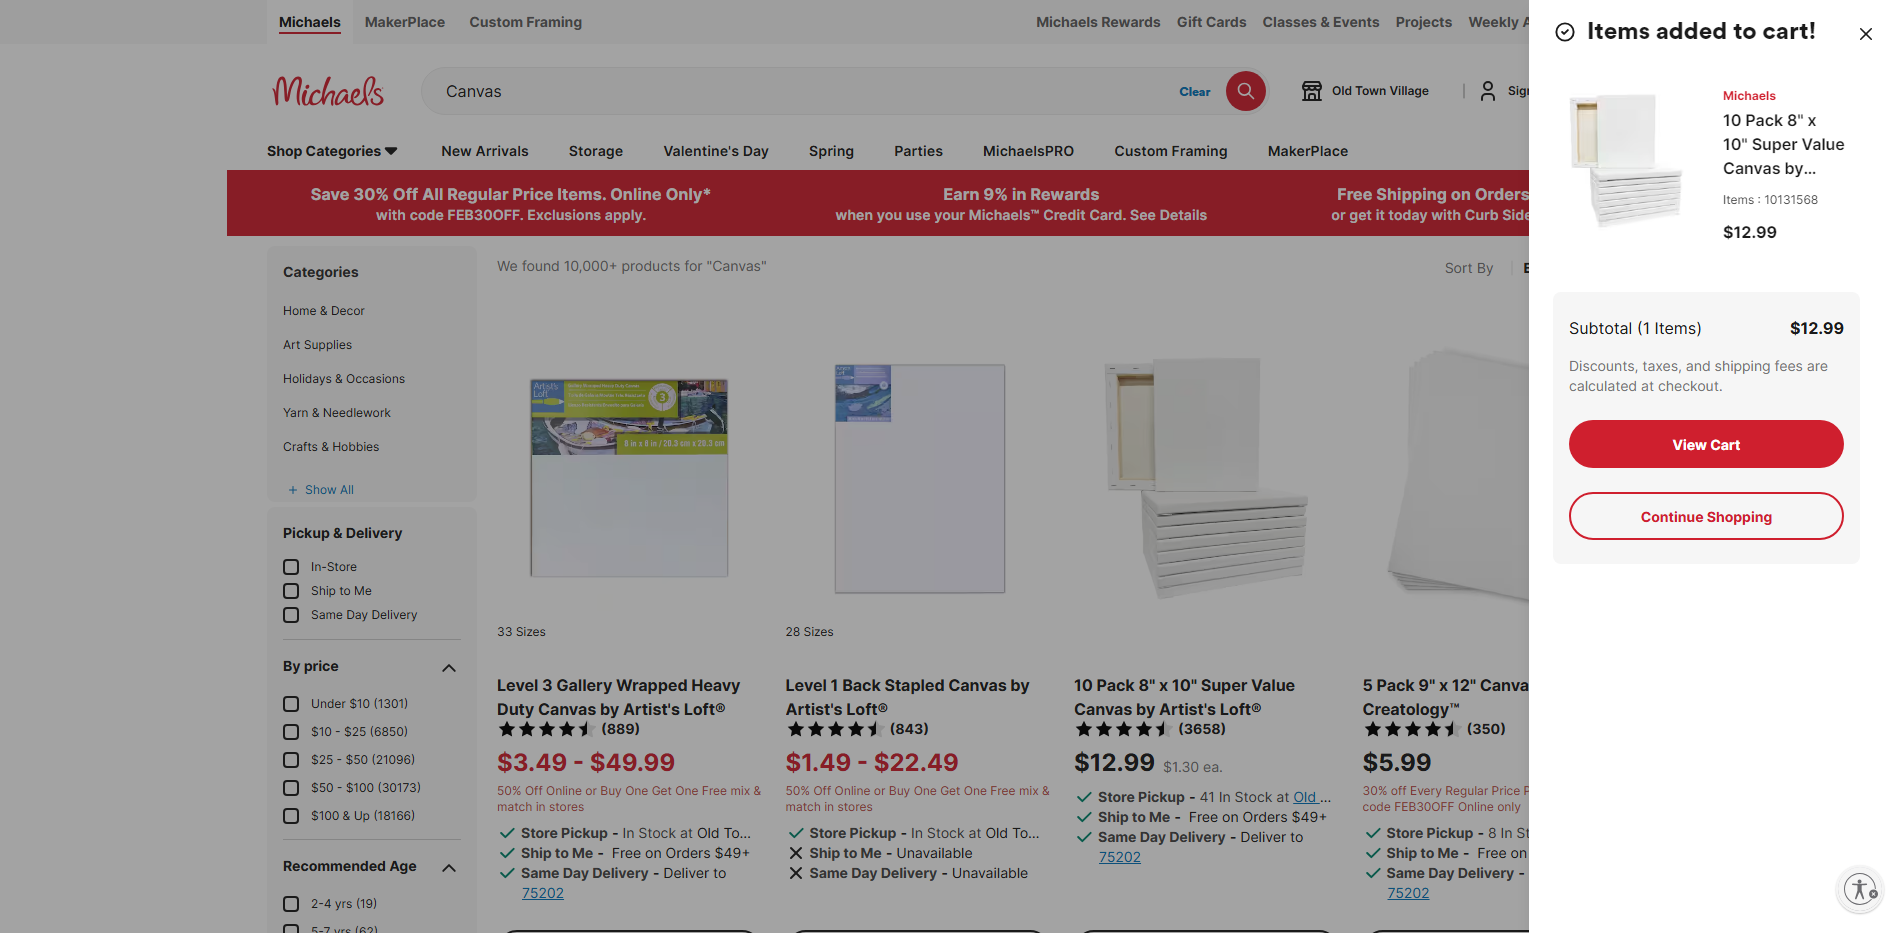 Michaels
MakerPlace
Custom Framing
Michaels Rewards
Gift Cards
Classes & Events
Projects
Weekly A
Michaels
Canvas
Clear
Old Town Village
Sign
Shop Categories
New Arrivals
Storage
Valentine's Day
Spring
Parties
MichaelsPRO
Custom Framing
MakerPlace
Save 30% Off All Regular Price Items. Online Only*
with code FEB30OFF. Exclusions apply.
Earn 9% in Rewards
when you use your Michaels™ Credit Card. See Details
Free Shipping on Orders
or get it today with Curb Side
Categories
Home & Decor
Art Supplies
Holidays & Occasions
Yarn & Needlework
Crafts & Hobbies
+ Show All
Pickup & Delivery
In-Store
Ship to Me
Same Day Delivery
By price
Under $10 (1301)
$10 - $25 (6850)
$25 - $50 (21096)
$50 - $100 (30173)
$100 & Up (18166)
Recommended Age
2-4 yrs (19)
5-7 yrs (62)
We found 10,000+ products for "Canvas"
Sort By
Artist's
Loft
3
8 in x 8 in / 20.3 cm x 20.3 cm
33 Sizes
Level 3 Gallery Wrapped Heavy
Duty Canvas by Artist's Loft®
(889)
$3.49 - $49.99
50% Off Online or Buy One Get One Free mix &
match in stores
Store Pickup - In Stock at Old To...
Ship to Me - Free on Orders $49+
Same Day Delivery - Deliver to
75202
28 Sizes
Level 1 Back Stapled Canvas by
Artist's Loft®
(843)
$1.49 - $22.49
50% Off Online or Buy One Get One Free mix &
match in stores
Store Pickup - In Stock at Old To...
Ship to Me - Unavailable
Same Day Delivery - Unavailable
10 Pack 8" x 10" Super Value
Canvas by Artist's Loft®
(3658)
$12.99 $1.30 ea.
Store Pickup - 41 In Stock at Old ...
Ship to Me - Free on Orders $49+
Same Day Delivery - Deliver to
75202
5 Pack 9" x 12" Canva
Creatology™
(350)
$5.99
30% off Every Regular Price P
code FEB30OFF Online only
Store Pickup - 8 In St
Ship to Me - Free on
Same Day Delivery -
75202
Items added to cart!
Michaels
10 Pack 8" x
10" Super Value
Canvas by...
Items : 10131568
$12.99
Subtotal (1 Items) $12.99
Discounts, taxes, and shipping fees are
calculated at checkout.
View Cart
Continue Shopping